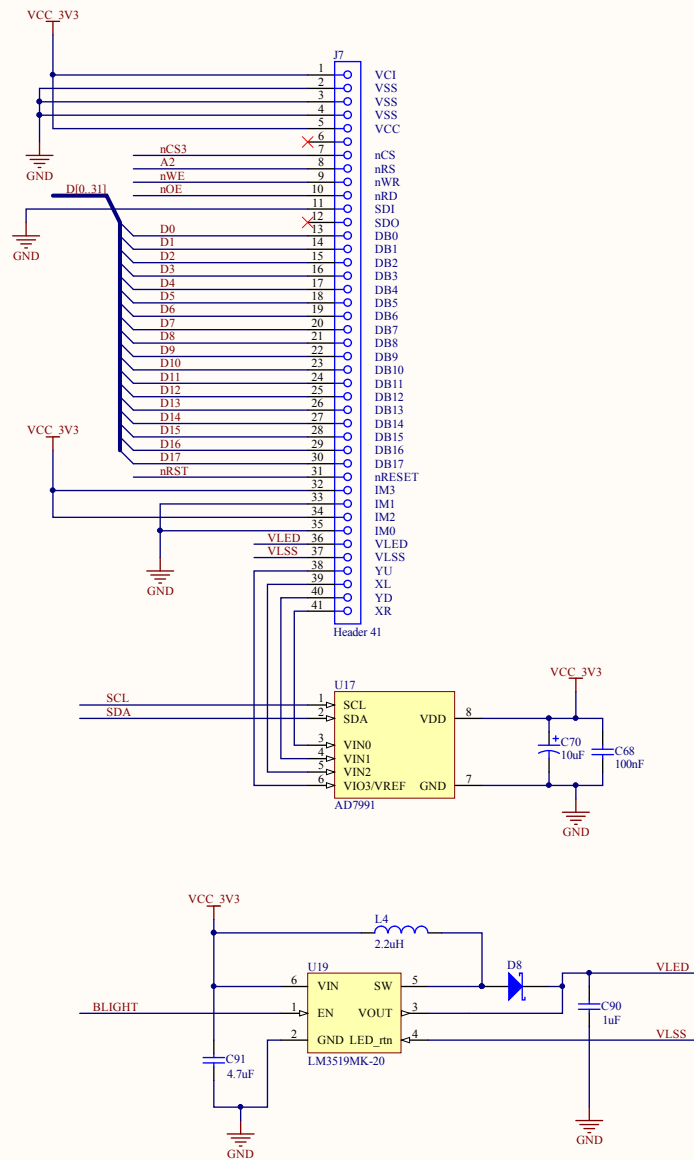 VCC_3V3
J7
1 VCI
2 VSS
3 VSS
4 VSS
5 VCC
6
GND
nCS3 7 nCS
A2 8 nRS
nWE 9 nWR
nOE 10 nRD
D[0..31] 11 SDI
12 SDO
GND
D0 13 DB0
D1 14 DB1
D2 15 DB2
D3 16 DB3
D4 17 DB4
D5 18 DB5
D6 19 DB6
D7 20 DB7
D8 21 DB8
D9 22 DB9
D10 23 DB10
D11 24 DB11
D12 25 DB12
D13 26 DB13
D14 27 DB14
D15 28 DB15
VCC_3V3
D16 29 DB16
D17 30 DB17
nRST 31 nRESET
32 IM3
33 IM1
34 IM2
35 IM0
VLED 36 VLED
VLSS 37 VLSS
38 YU
GND
39 XL
40 YD
41 XR
Header 41
VCC_3V3
U17
SCL 1 SCL
SDA 2 SDA VDD 8
3 VIN0
4 VIN1
5 VIN2
6 VIO3/VREF GND 7
AD7991
+ C70
10uF
C68
100nF
GND
VCC_3V3
L4
2.2uH
U19
D8
6 VIN SW 5
VLED
BLIGHT 1 EN VOUT 3
2 GND LED_rtn 4
VLSS
LM3519MK-20
C90
1uF
C91
4.7uF
GND
GND